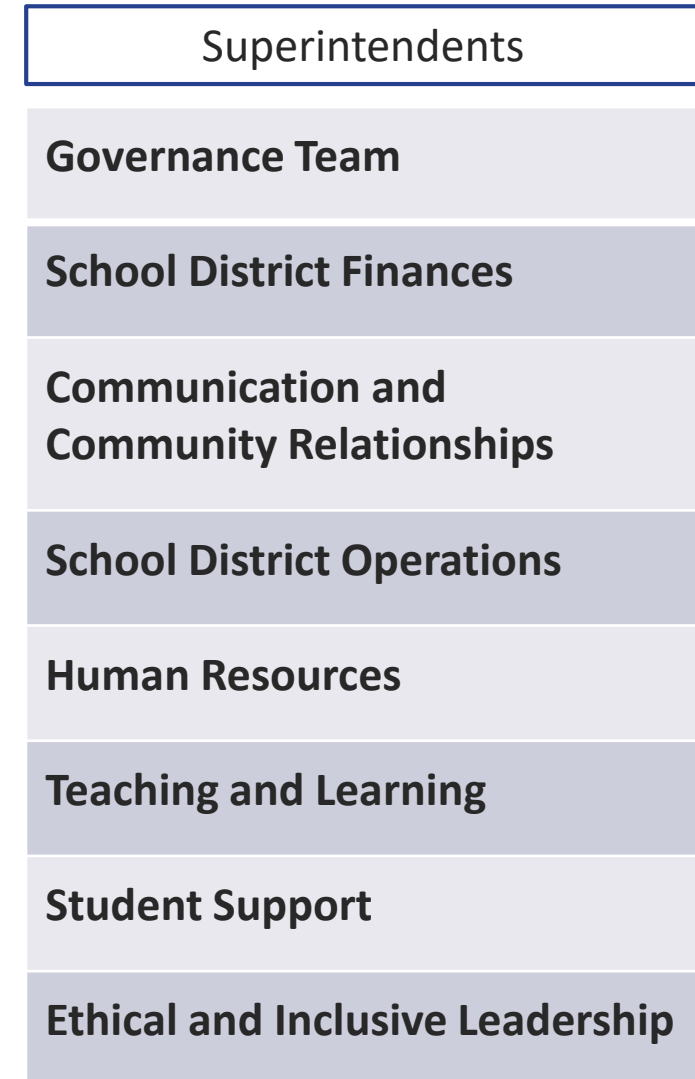 Superintendents
Governance Team
School District Finances
Communication and
Community Relationships
School District Operations
Human Resources
Teaching and Learning
Student Support
Ethical and Inclusive Leadership